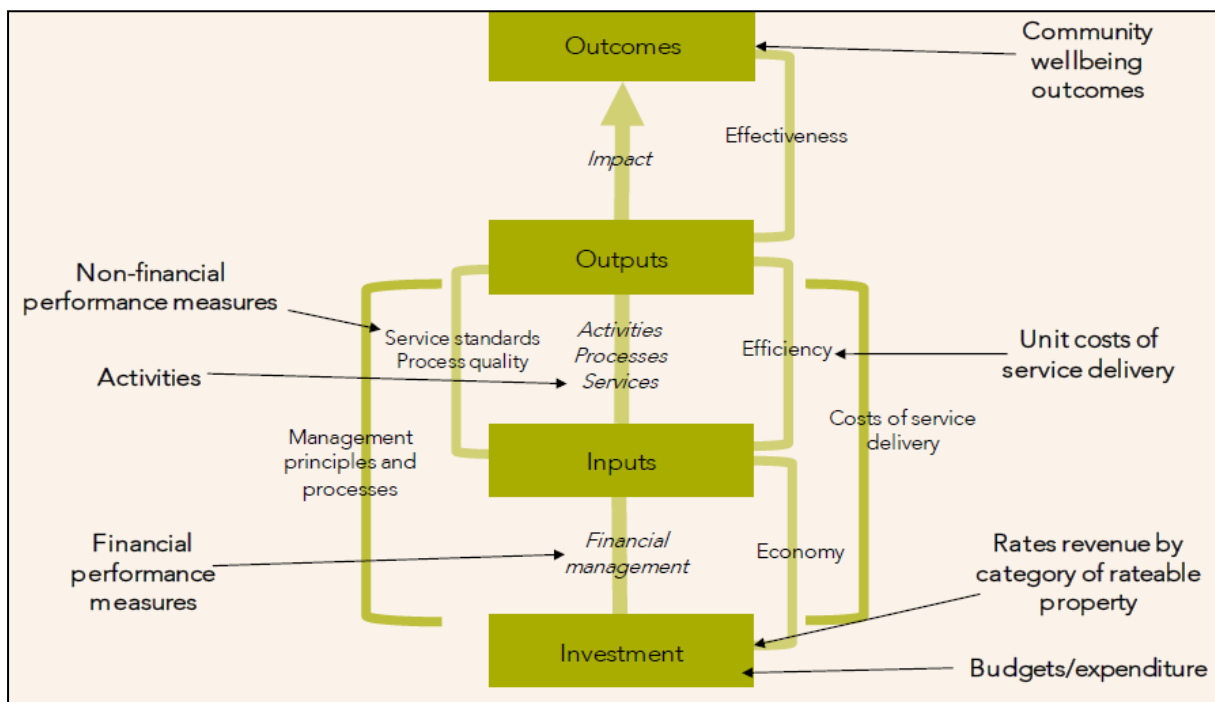 Outcomes
Community
wellbeing
outcomes
Effectiveness
Impact
Outputs
Non-financial
performance measures
Service standards
Process quality
Activities
Processes
Services
Efficiency
Unit costs of
service delivery
Activities
Costs of service
delivery
Management
principles and
processes
Inputs
Financial
performance
measures
Financial
management
Economy
Rates revenue by
category of rateable
property
Investment
Budgets/expenditure